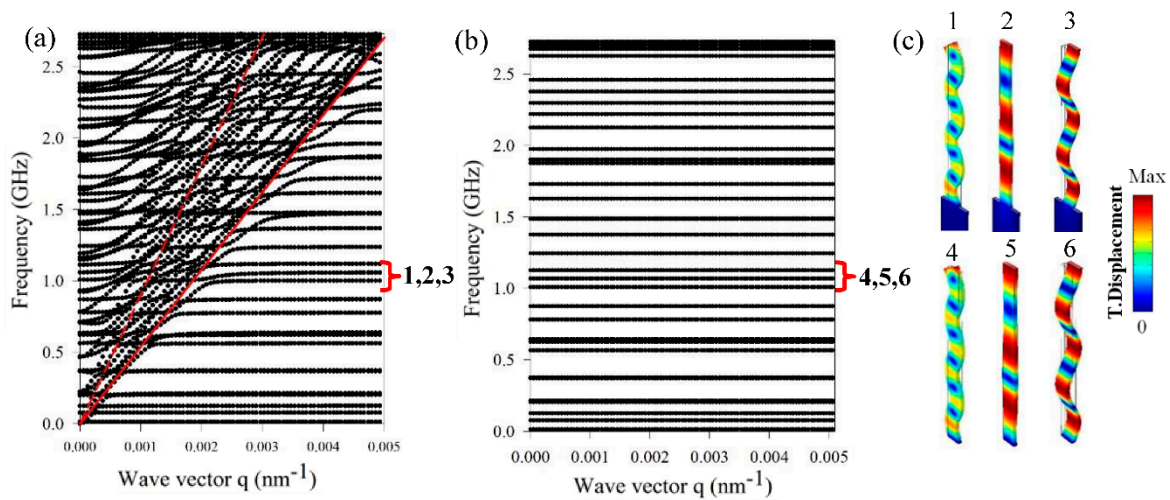 (a)
Frequency (GHz)
2.5
2.0
1.5
1.0
0.5
0.0
0.000 0.001 0.002 0.003 0.004 0.005
Wave vector q (nm⁻¹)
1,2,3
(b)
Frequency (GHz)
2.5
2.0
1.5
1.0
0.5
0.0
0.000 0.001 0.002 0.003 0.004 0.005
Wave vector q (nm⁻¹)
4,5,6
(c)
1 2 3
4 5 6
T.Displacement
Max
0